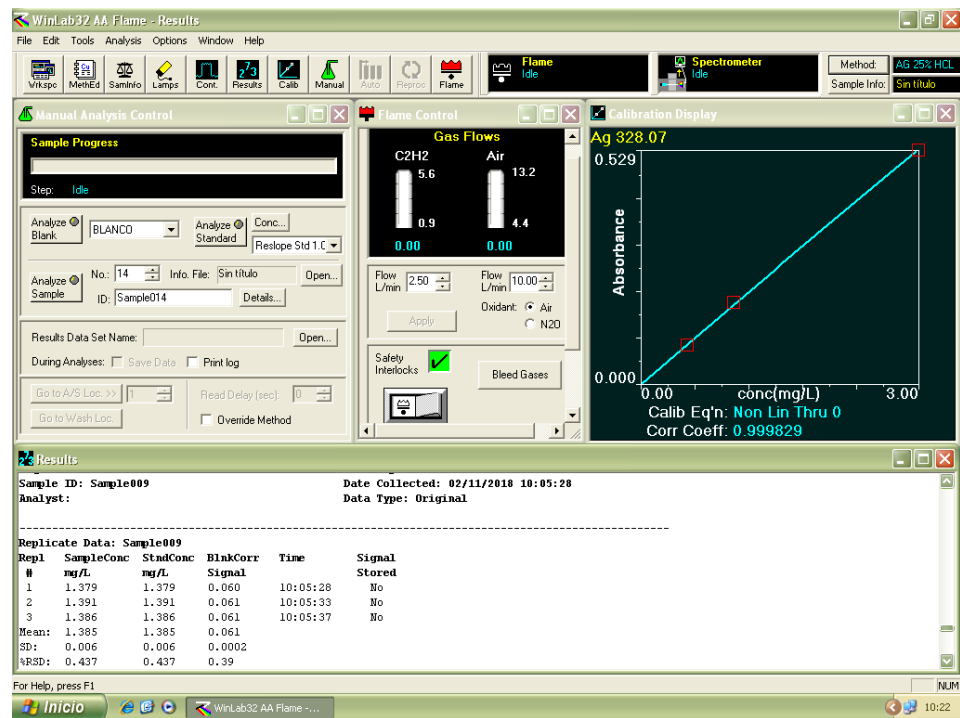 WinLab32 AA Flame - Results
File Edit Tools Analysis Options Window Help
Wrkspc MethEd SamInfo Lamps Cont. Results Calib Manual Auto Reproc Flame
Flame
Idle
Spectrometer
Idle
Method: AG 25% HCL
Sample Info: Sin título
Manual Analysis Control
Sample Progress
Step: Idle
Analyze Blank
BLANCO
Analyze Standard
Conc...
Reslope Std 1.0
Analyze Sample
No.: 14
Info. File: Sin título
Open...
ID: Sample014
Details...
Results Data Set Name:
Open...
During Analyses: Save Data Print log
Go to A/S Loc. >> 1
Read Delay (sec): 0
Go to Wash Loc.
Override Method
Flame Control
Gas Flows
C2H2 Air
5.6 13.2
0.9 4.4
0.00 0.00
Flow L/min 2.50
Flow L/min 10.00
Oxidant: Air
N2O
Apply
Safety Interlocks
Bleed Gases
Calibration Display
Ag 328.07
0.529
Absorbance
0.000
0.00 conc(mg/L) 3.00
Calib Eq'n: Non Lin Thru 0
Corr Coeff: 0.999829
Results
Sample ID: Sample009 Date Collected: 02/11/2018 10:05:28
Analyst: Data Type: Original
Replicate Data: Sample009
Repl SampleConc StndConc BlnkCorr Time Signal
# mg/L mg/L Signal Stored
1 1.379 1.379 0.060 10:05:28 No
2 1.391 1.391 0.061 10:05:33 No
3 1.386 1.386 0.061 10:05:37 No
Mean: 1.385 1.385 0.061
SD: 0.006 0.006 0.0002
%RSD: 0.437 0.437 0.39
For Help, press F1
NUM
Inicio
WinLab32 AA Flame -...
10:22